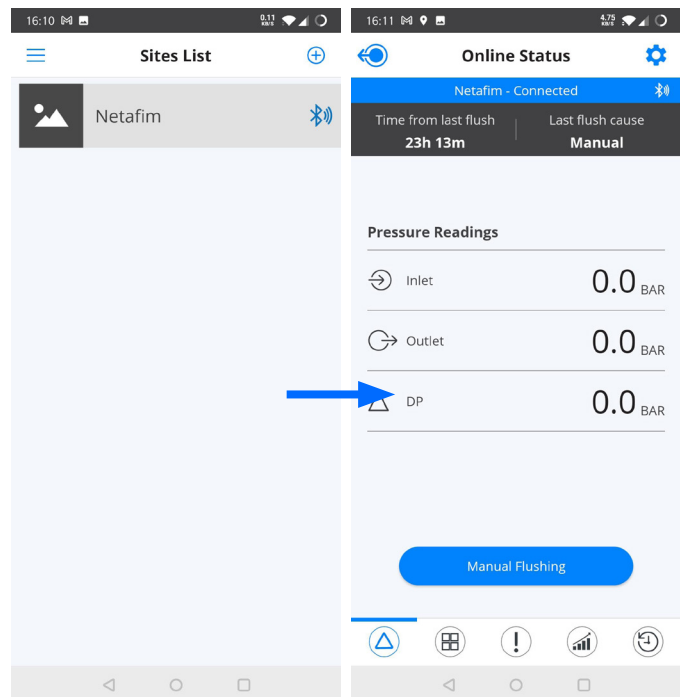 16:10
0.11
KB/S
Sites List
Netafim
16:11
4.75
KB/S
Online Status
Netafim - Connected
Time from last flush
23h 13m
Last flush cause
Manual
Pressure Readings
Inlet
0.0 BAR
Outlet
0.0 BAR
DP
0.0 BAR
Manual Flushing